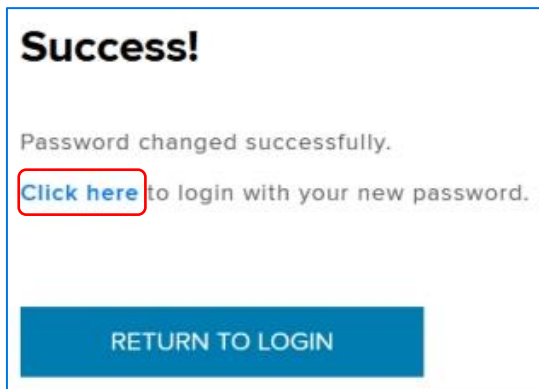 Success!
Password changed successfully.
Click here to login with your new password.
RETURN TO LOGIN